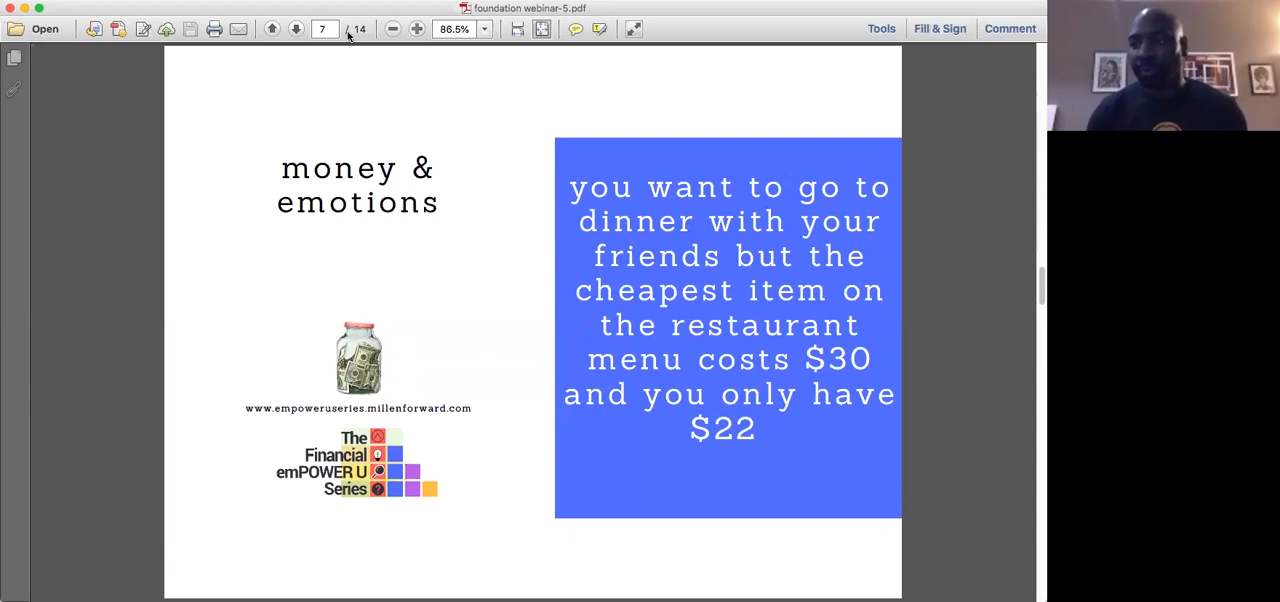 foundation webinar-5.pdf
Open
7 / 14
86.5%
Tools
Fill & Sign
Comment
money &
emotions
www.empoweruseries.millenforward.com
The
Financial
emPOWER U
Series
you want to go to
dinner with your
friends but the
cheapest item on
the restaurant
menu costs $30
and you only have
$22